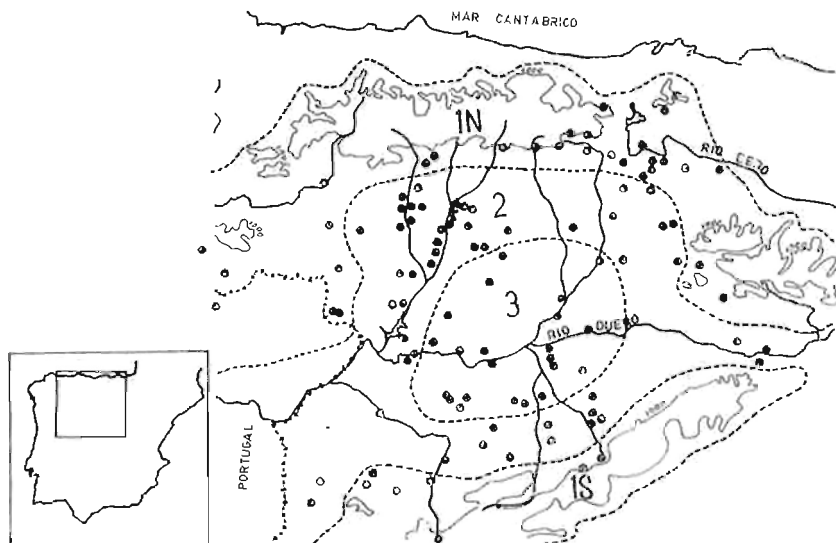 MAR CANTABRICO
1N
RIO EBRO
2
3
RIO DUERO
PORTUGAL
1S